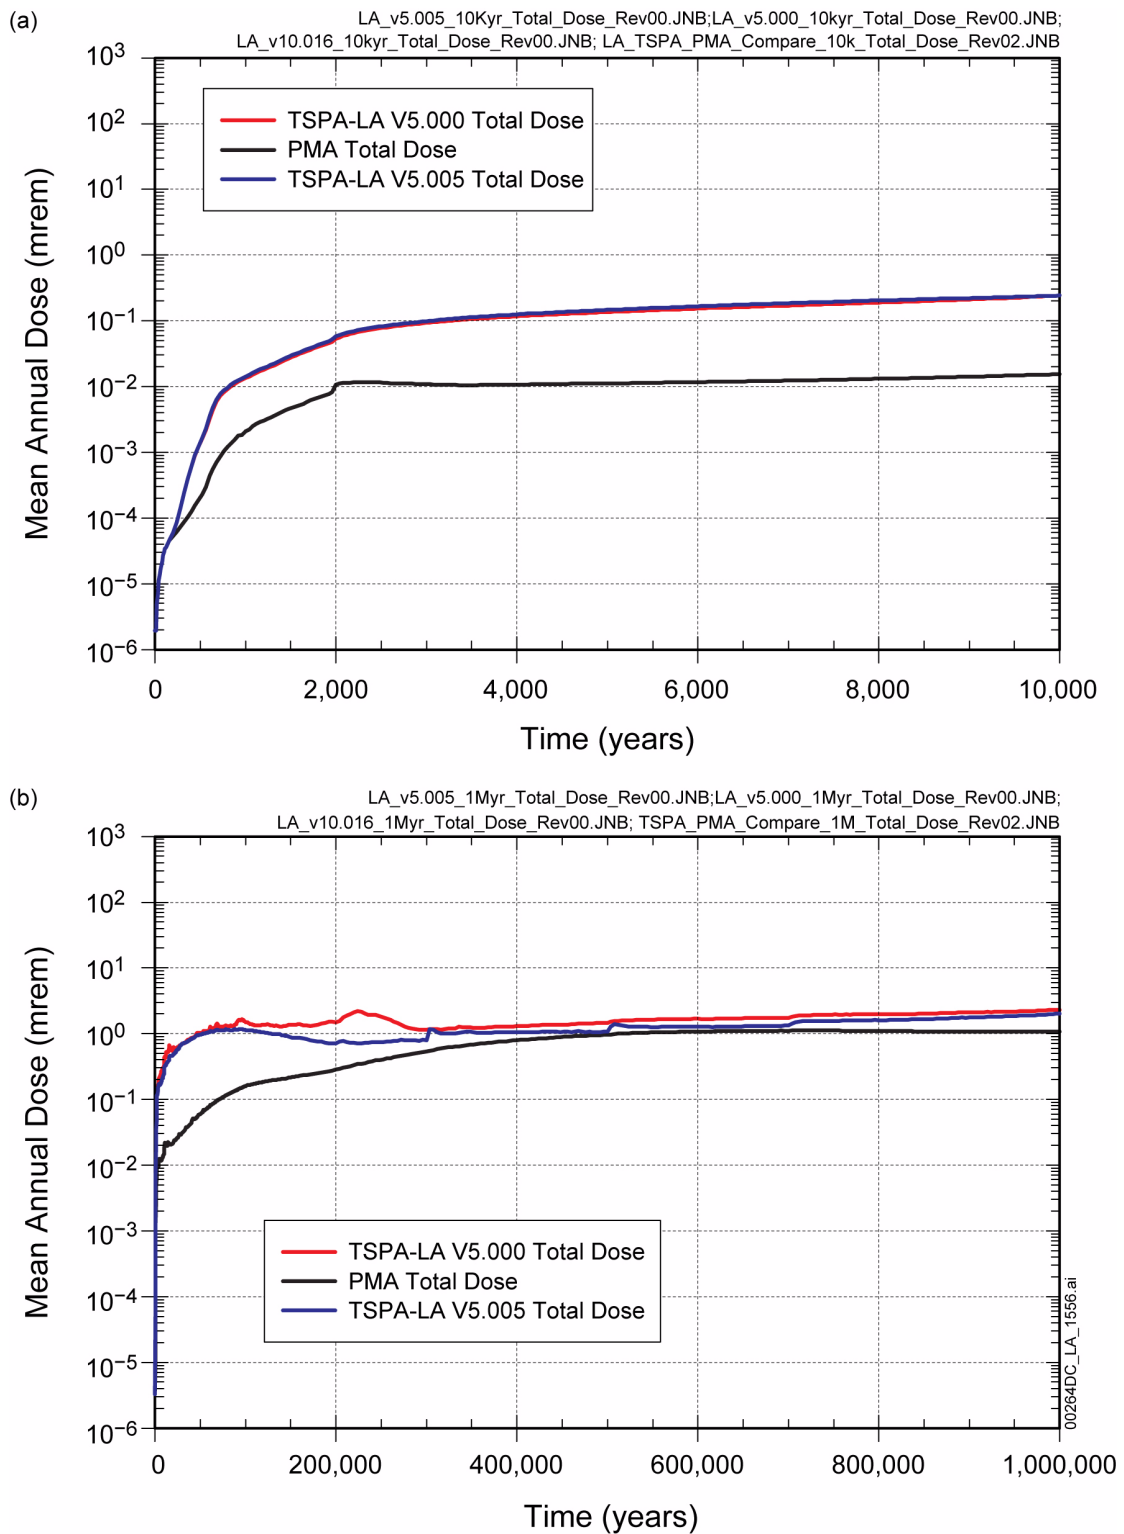 (a)
LA_v5.005_10Kyr_Total_Dose_Rev00.JNB;LA_v5.000_10kyr_Total_Dose_Rev00.JNB;
LA_v10.016_10kyr_Total_Dose_Rev00.JNB; LA_TSPA_PMA_Compare_10k_Total_Dose_Rev02.JNB
10³
10²
10¹
10⁰
10⁻¹
10⁻²
10⁻³
10⁻⁴
10⁻⁵
10⁻⁶
Mean Annual Dose (mrem)
TSPA-LA V5.000 Total Dose
PMA Total Dose
TSPA-LA V5.005 Total Dose
0 2,000 4,000 6,000 8,000 10,000
Time (years)
(b)
LA_v5.005_1Myr_Total_Dose_Rev00.JNB;LA_v5.000_1Myr_Total_Dose_Rev00.JNB;
LA_v10.016_1Myr_Total_Dose_Rev00.JNB; TSPA_PMA_Compare_1M_Total_Dose_Rev02.JNB
10³
10²
10¹
10⁰
10⁻¹
10⁻²
10⁻³
10⁻⁴
10⁻⁵
10⁻⁶
Mean Annual Dose (mrem)
TSPA-LA V5.000 Total Dose
PMA Total Dose
TSPA-LA V5.005 Total Dose
00264DC_LA_1556.ai
0 200,000 400,000 600,000 800,000 1,000,000
Time (years)